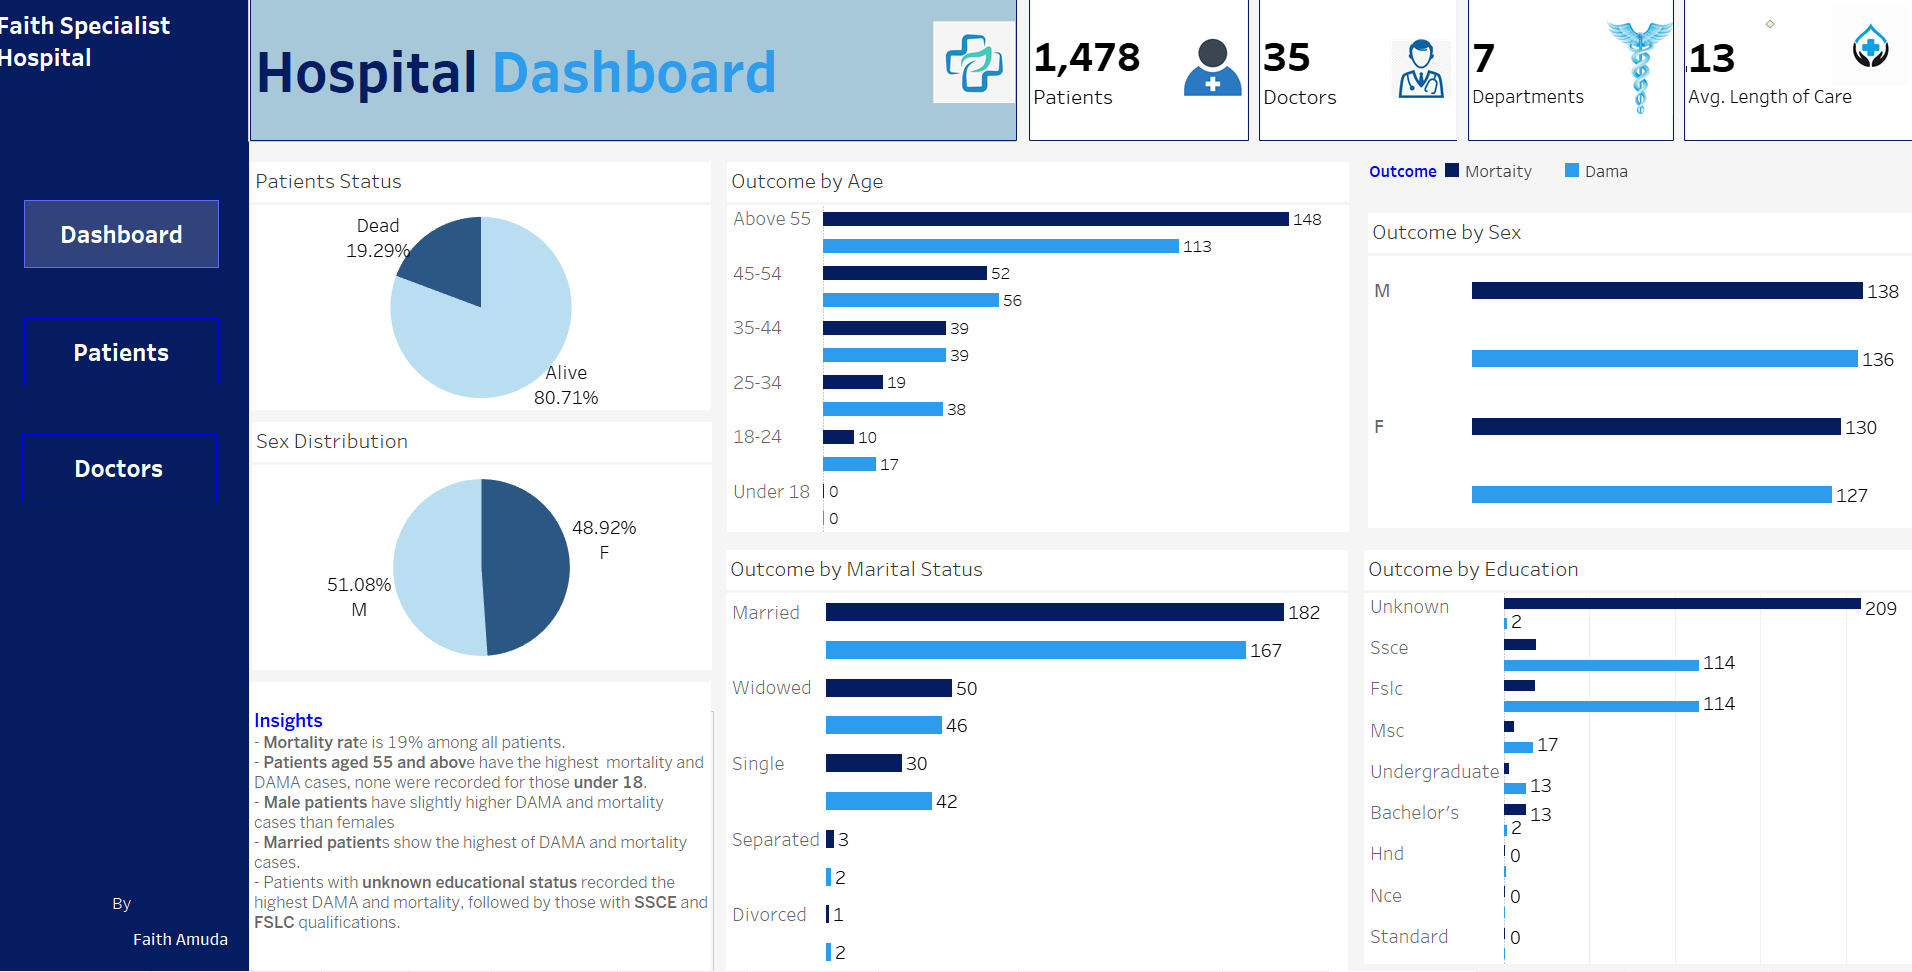 Faith Specialist
Hospital
Dashboard
Patients
Doctors
By
Faith Amuda
Hospital Dashboard
1,478
Patients
35
Doctors
7
Departments
.13
Avg. Length of Care
Patients Status
Dead
19.29%
Alive
80.71%
Sex Distribution
48.92%
F
51.08%
M
Insights
- Mortality rate is 19% among all patients.
- Patients aged 55 and above have the highest mortality and
DAMA cases, none were recorded for those under 18.
- Male patients have slightly higher DAMA and mortality
cases than females
- Married patients show the highest of DAMA and mortality
cases.
- Patients with unknown educational status recorded the
highest DAMA and mortality, followed by those with SSCE and
FSLC qualifications.
Outcome by Age
Above 55 148
113
45-54 52
56
35-44 39
39
25-34 19
38
18-24 10
17
Under 18 0
0
Outcome by Marital Status
Married 182
167
Widowed 50
46
Single 30
42
Separated 3
2
Divorced 1
2
Outcome Mortaity Dama
Outcome by Sex
M 138
136
F 130
127
Outcome by Education
Unknown 209
2
Ssce
114
Fslc
114
Msc
17
Undergraduate
13
Bachelor's 13
2
Hnd 0
Nce 0
Standard 0